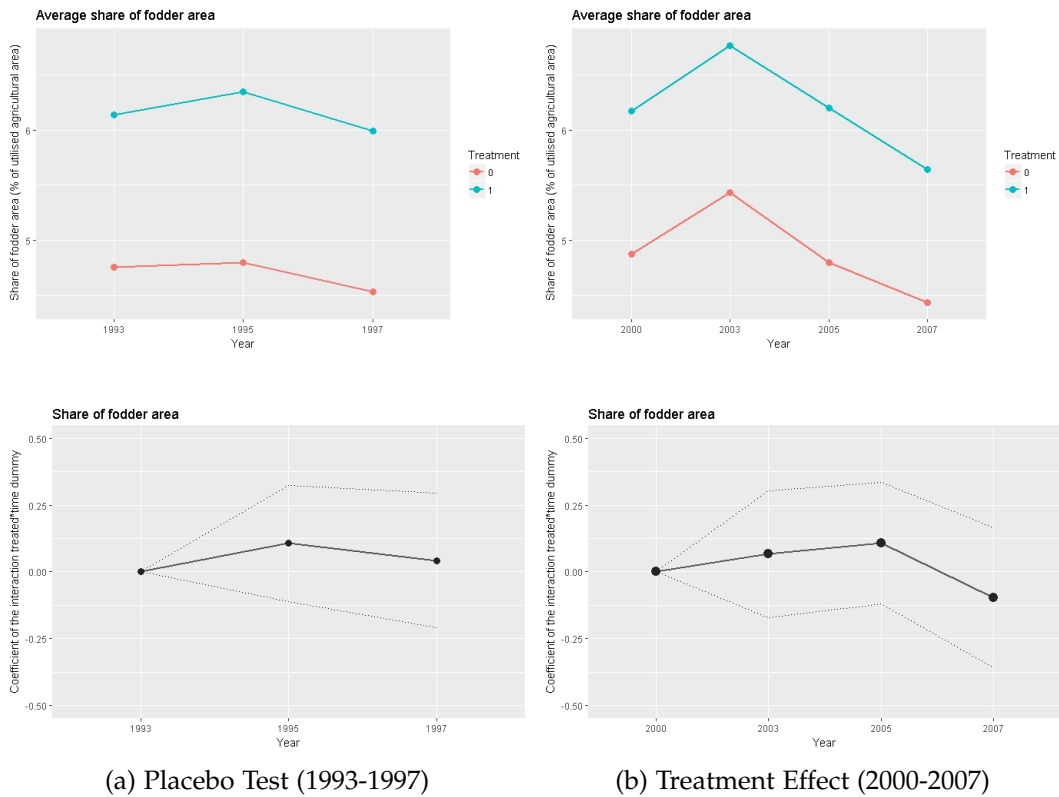 Average share of fodder area
Share of fodder area (% of utilised agricultural area)
6
5
1993
1995
1997
Year
Treatment
0
1
Average share of fodder area
Share of fodder area (% of utilised agricultural area)
6
5
2000
2003
2005
2007
Year
Treatment
0
1
Share of fodder area
Coefficient of the interaction treated*time dummy
0.50
0.25
0.00
-0.25
-0.50
1993
1995
1997
Year
Share of fodder area
Coefficient of the interaction treated*time dummy
0.50
0.25
0.00
-0.25
-0.50
2000
2003
2005
2007
Year
(a) Placebo Test (1993-1997)
(b) Treatment Effect (2000-2007)